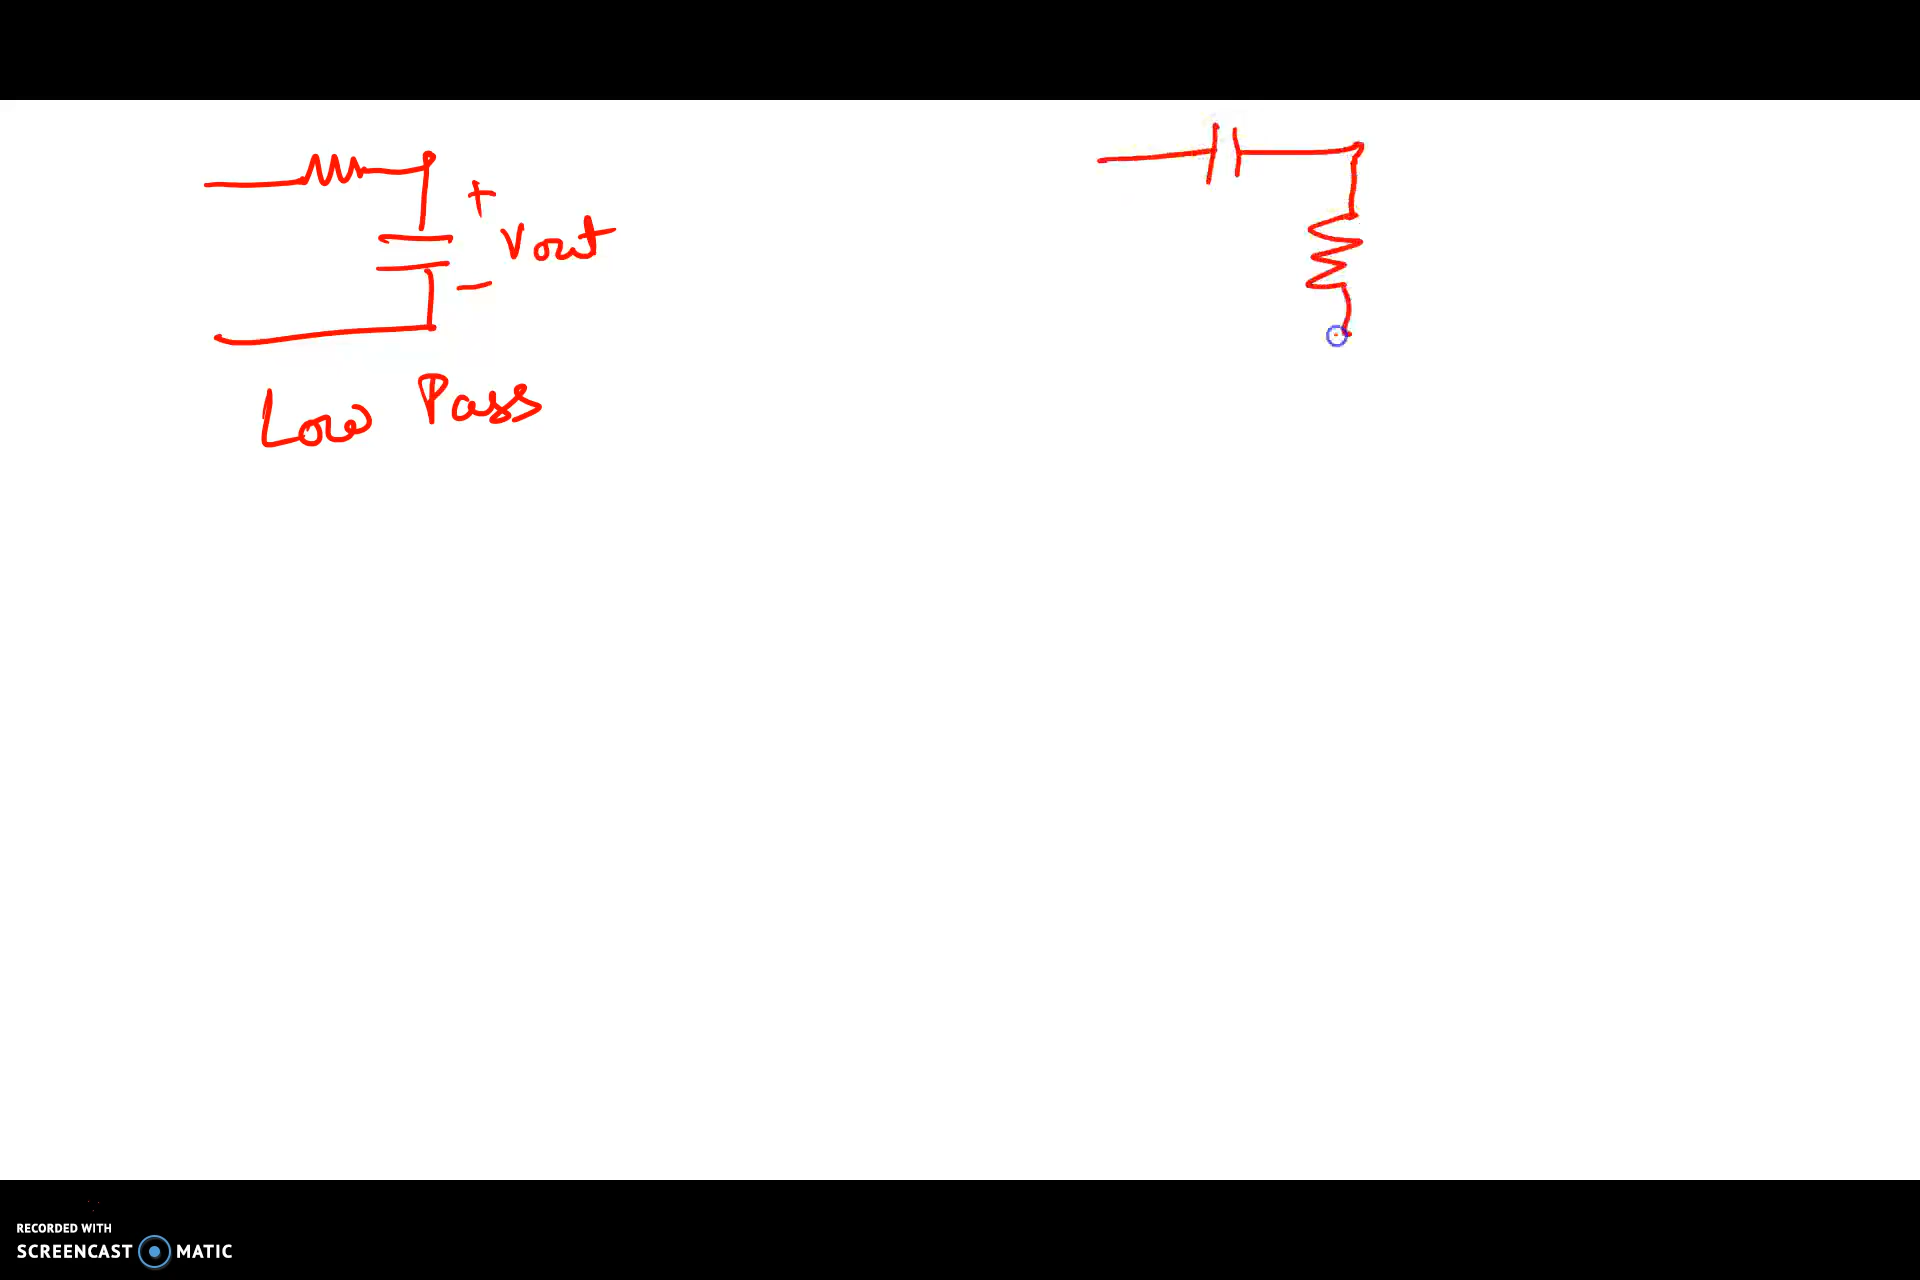 +
Vout
−
Low Pass
RECORDED WITH
SCREENCAST MATIC